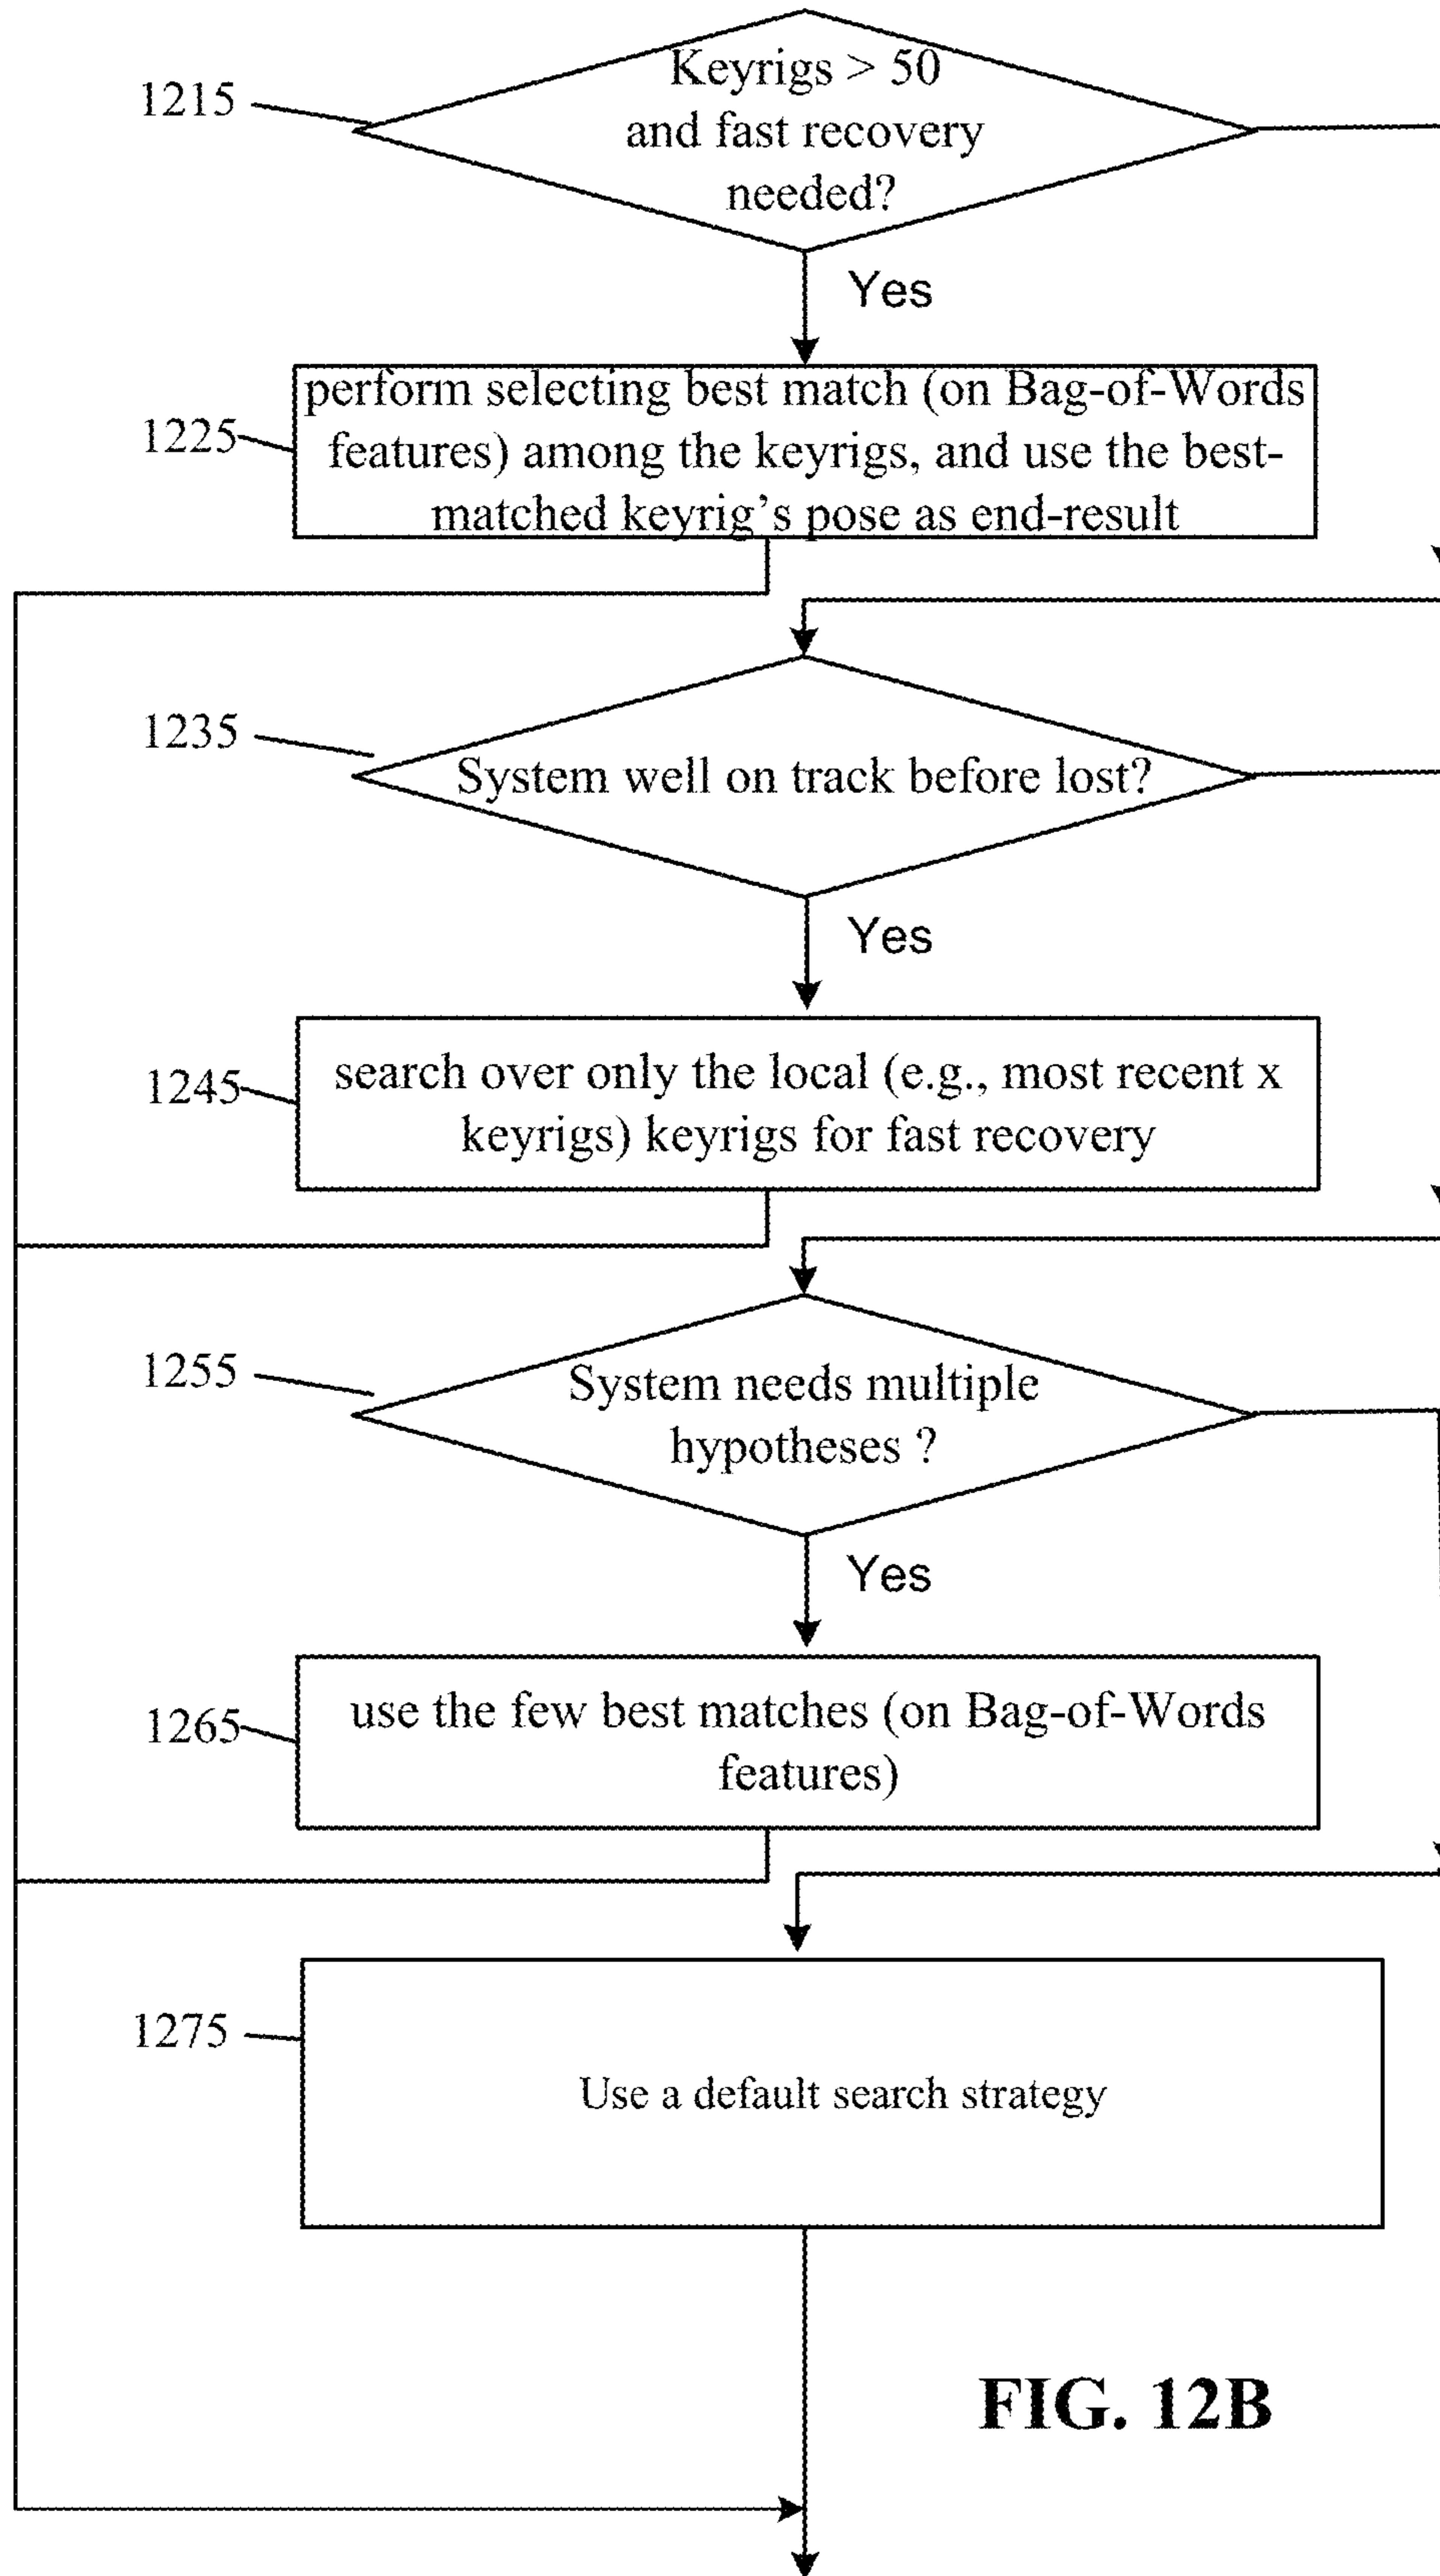 Keyrigs > 50
and fast recovery
needed?
1215
Yes
perform selecting best match (on Bag-of-Words
features) among the keyrigs, and use the best-
matched keyrig's pose as end-result
1225
1235
System well on track before lost?
Yes
search over only the local (e.g., most recent x
keyrigs) keyrigs for fast recovery
1245
1255
System needs multiple
hypotheses ?
Yes
use the few best matches (on Bag-of-Words
features)
1265
1275
Use a default search strategy
FIG. 12B